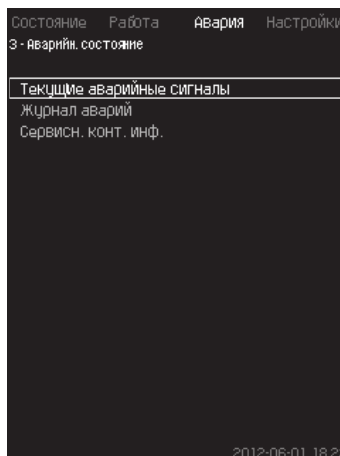 Состояние Работа Авария Настройки
3 - Аварийн. состояние
Текущие аварийные сигналы
Журнал аварий
Сервисн. конт. инф.
2012-06-01 18:2